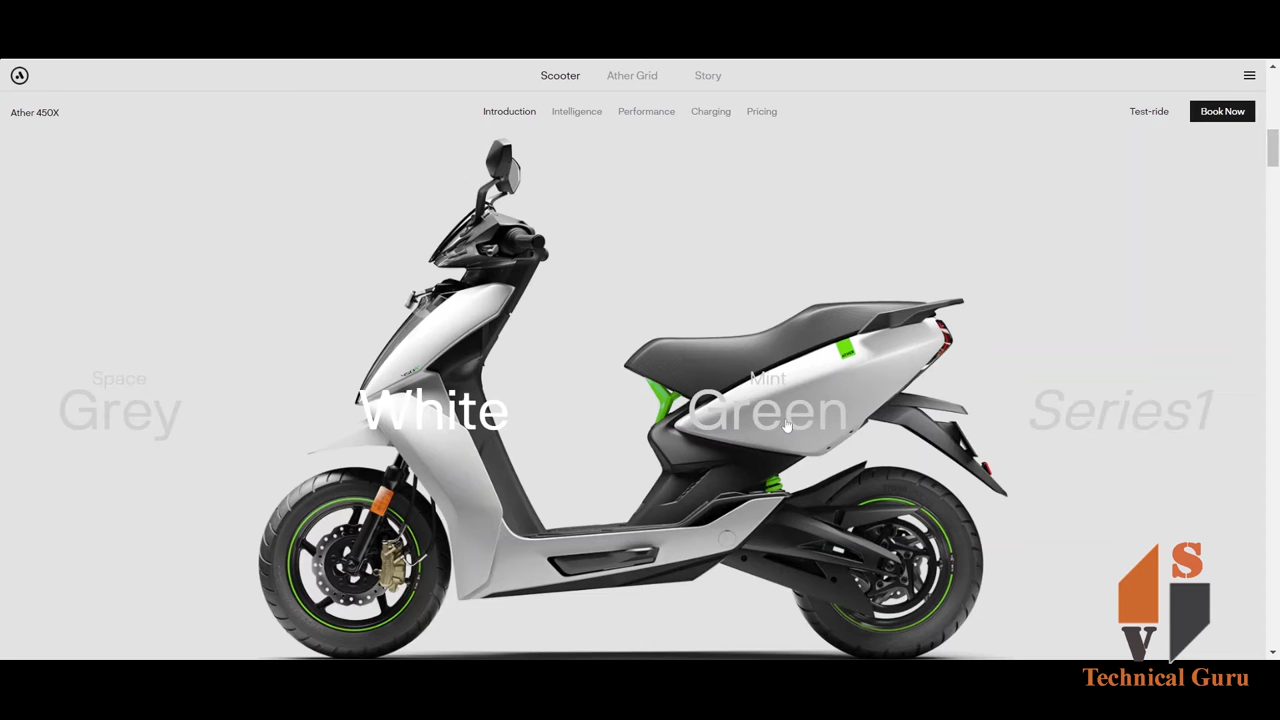 Scooter Ather Grid Story
Ather 450X
Introduction Intelligence Performance Charging Pricing
Test-ride Book Now
Space
Grey
White
Mint
Green
Series1
S
V
Technical Guru